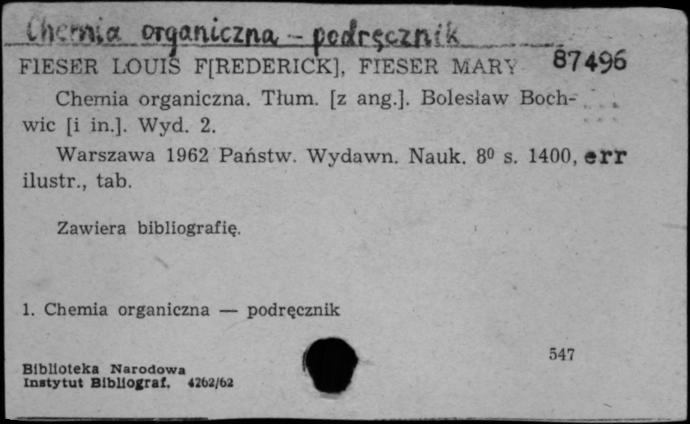 Chemia organiczna - podręcznik
FIESER LOUIS F[REDERICK], FIESER MARY 87496
Chemia organiczna. Tłum. [z ang.]. Bolesław Boch-
wic [i in.]. Wyd. 2.
Warszawa 1962 Państw. Wydawn. Nauk. 8⁰ s. 1400, err
ilustr., tab.
Zawiera bibliografię.
1. Chemia organiczna — podręcznik
547
Biblioteka Narodowa
Instytut Bibliograf. 4262/62